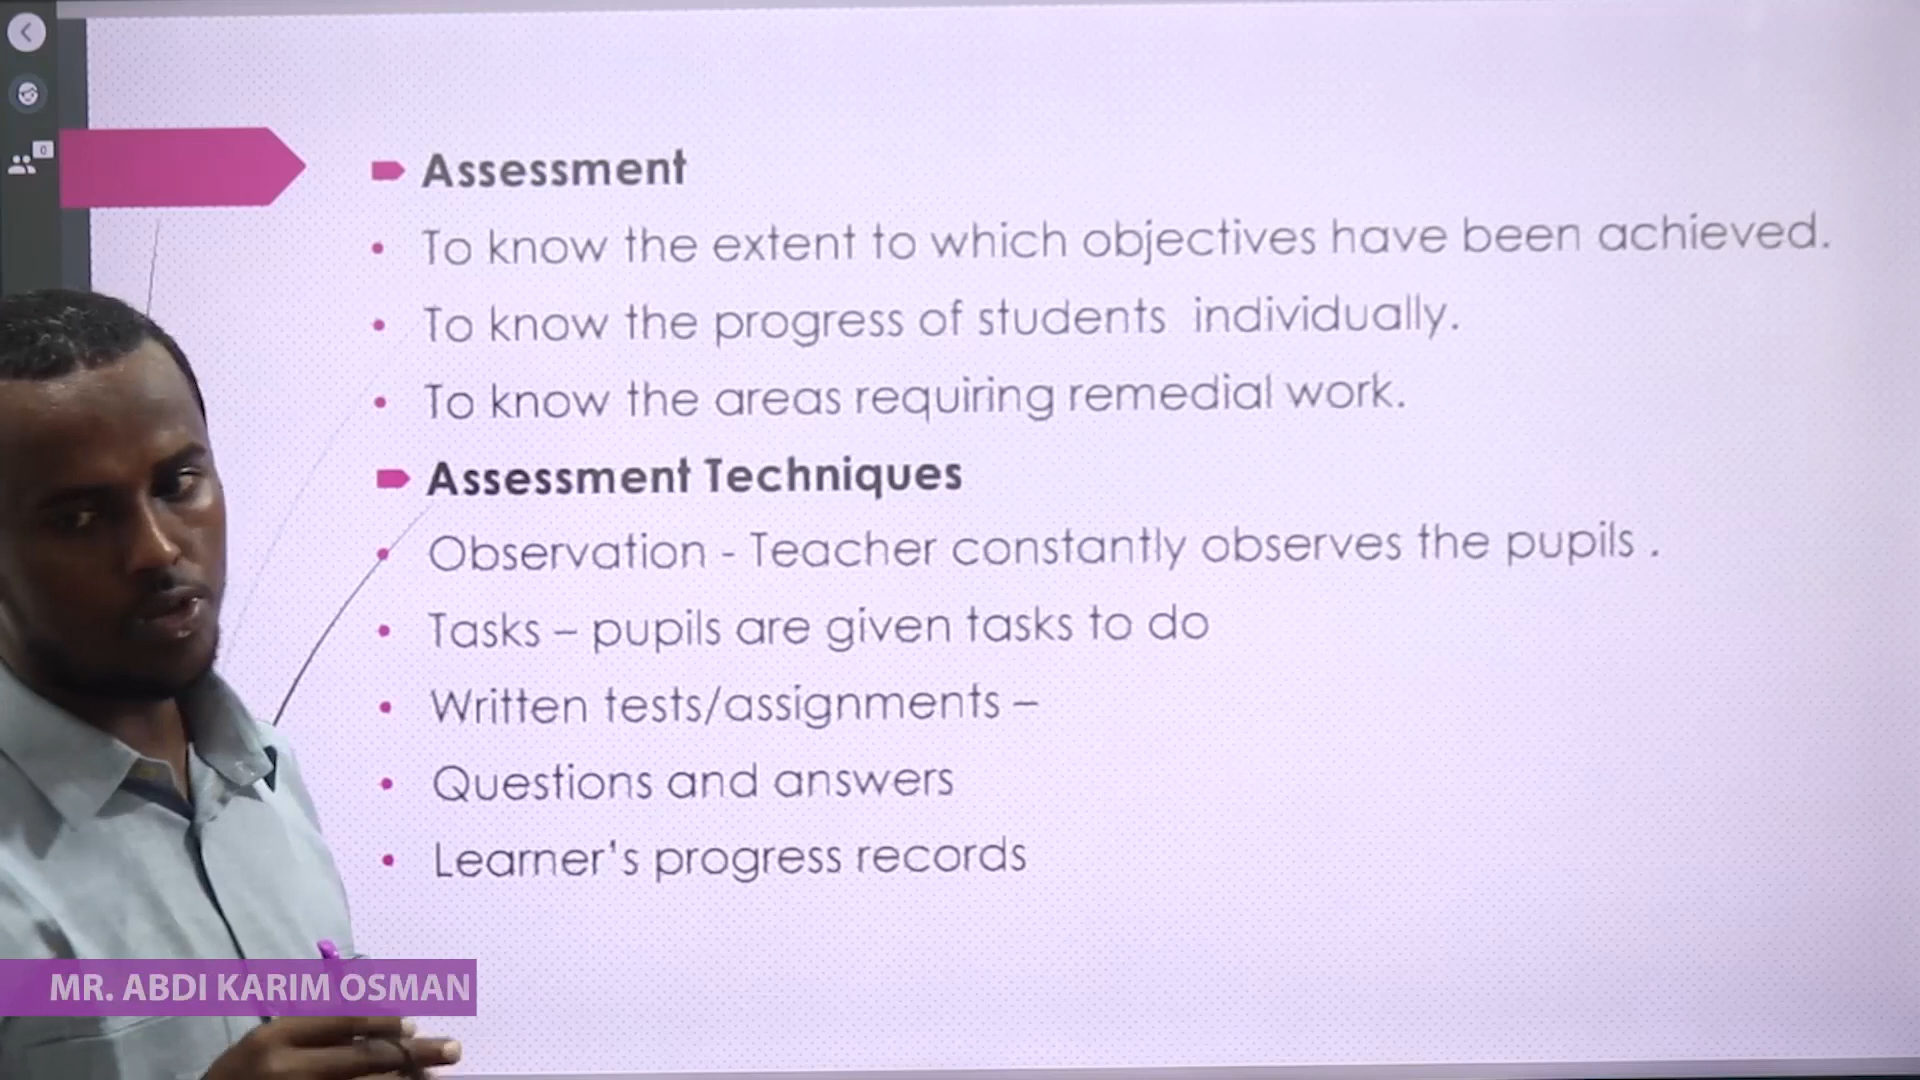 0
Assessment
• To know the extent to which objectives have been achieved.
• To know the progress of students individually.
• To know the areas requiring remedial work.
Assessment Techniques
• Observation - Teacher constantly observes the pupils .
• Tasks – pupils are given tasks to do
• Written tests/assignments –
• Questions and answers
• Learner's progress records
MR. ABDI KARIM OSMAN